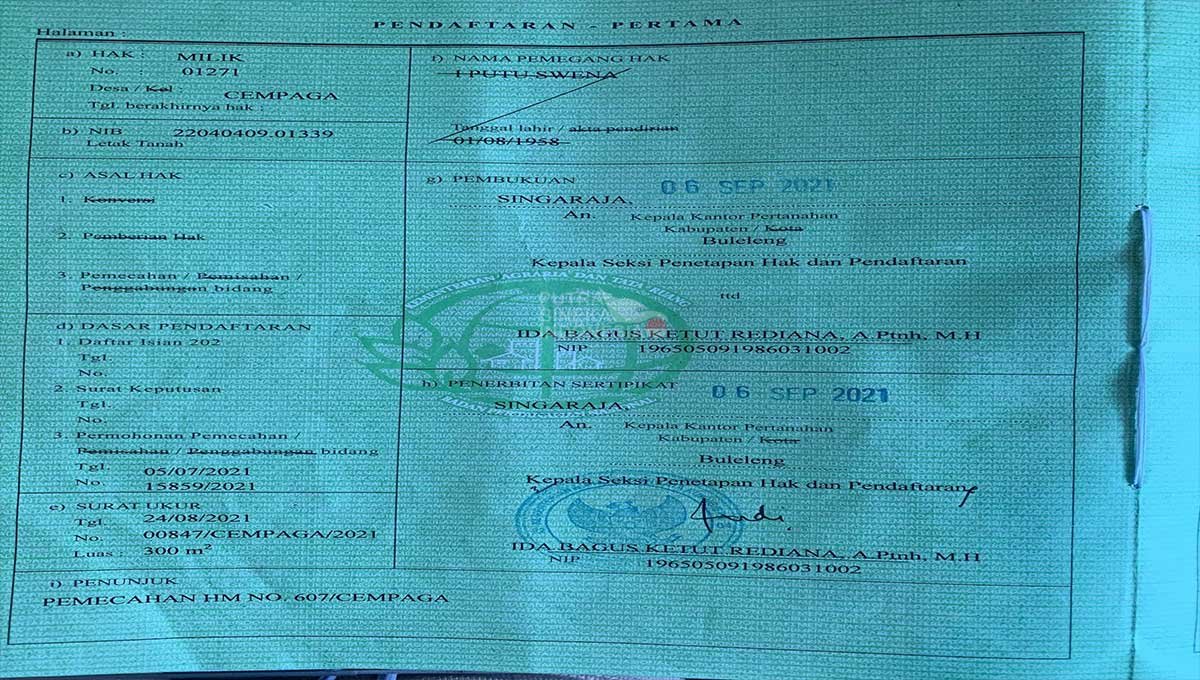 PENDAFTARAN - PERTAMA
Halaman :
a) HAK : MILIK
No. : 01271
Desa / Kel : CEMPAGA
Tgl. berakhirnya hak :
b) NIB 22040409.01339
Letak Tanah
c) ASAL HAK
1. Konversi
2. Pemberian Hak
3. Pemecahan / Pemisahan /
Penggabungan bidang
d) DASAR PENDAFTARAN
1. Daftar Isian 202
Tgl.
No.
2. Surat Keputusan
Tgl.
No.
3. Permohonan Pemecahan /
Pemisahan / Penggabungan bidang
Tgl. 05/07/2021
No. 15859/2021
e) SURAT UKUR
Tgl. 24/08/2021
No. 00847/CEMPAGA/2021
Luas : 300 m²
f) NAMA PEMEGANG HAK
I PUTU SWENA
Tanggal lahir / akta pendirian
01/08/1958
g) PEMBUKUAN
06 SEP 2021
SINGARAJA,
An. Kepala Kantor Pertanahan
Kabupaten / Kota
Buleleng
Kepala Seksi Penetapan Hak dan Pendaftaran
ttd
IDA BAGUS KETUT REDIANA, A.Ptnh, M.H
NIP 196505091986031002
h) PENERBITAN SERTIPIKAT
06 SEP 2021
SINGARAJA,
An. Kepala Kantor Pertanahan
Kabupaten / Kota
Buleleng
Kepala Seksi Penetapan Hak dan Pendaftaran
IDA BAGUS KETUT REDIANA, A.Ptnh, M.H
NIP 196505091986031002
i) PENUNJUK
PEMECAHAN HM NO. 607/CEMPAGA